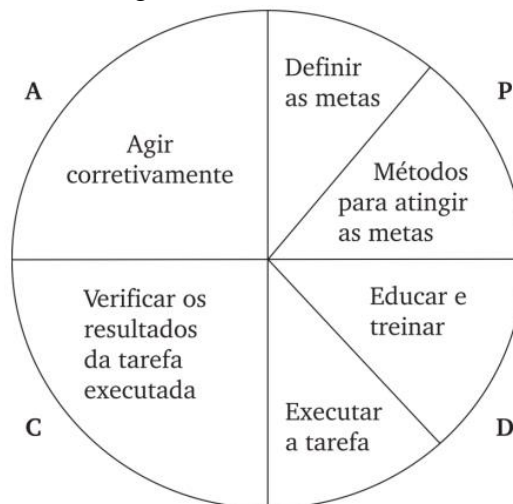 A
Definir
as metas
P
Agir
corretivamente
Métodos
para atingir
as metas
Verificar os
resultados
da tarefa
executada
Educar e
treinar
C
Executar
a tarefa
D